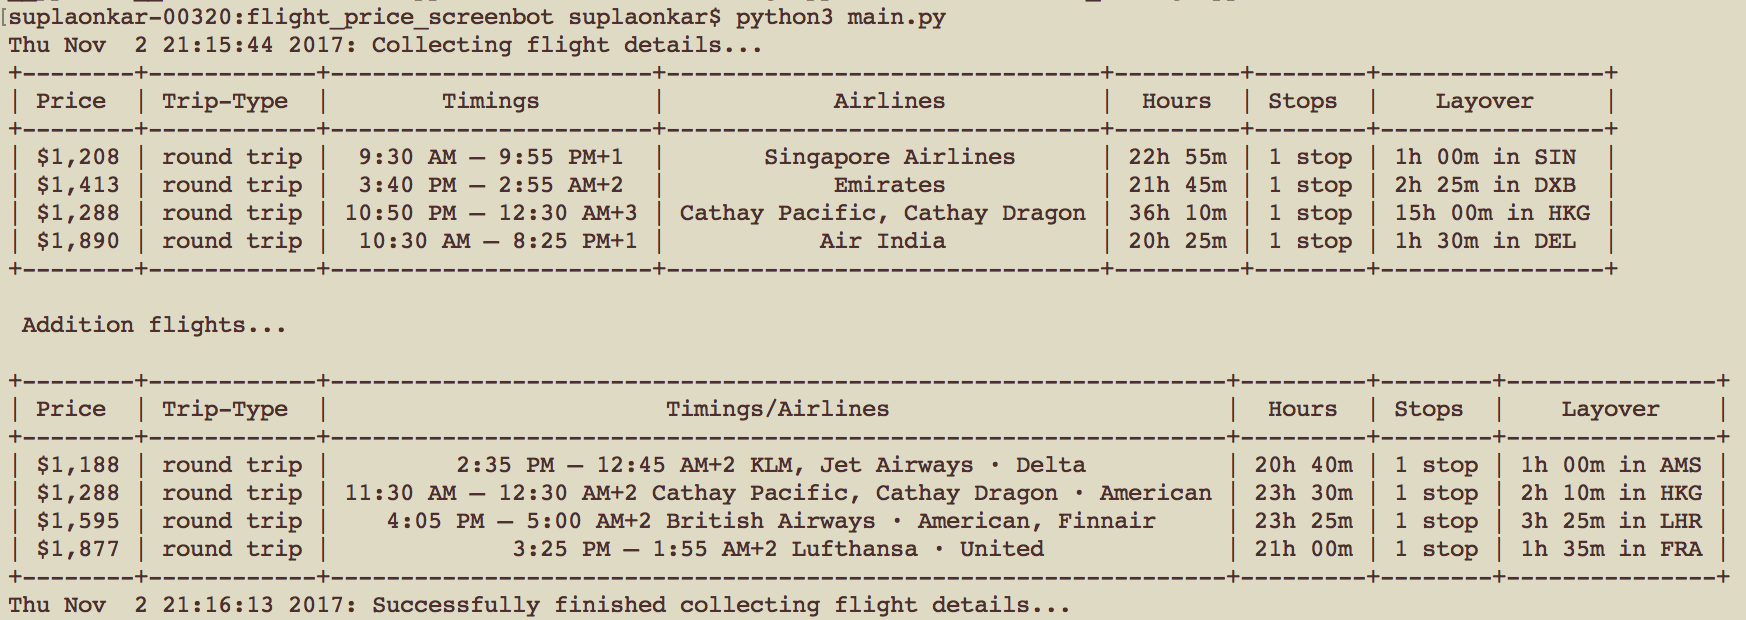 [suplaonkar-00320:flight_price_screenbot suplaonkar$ python3 main.py
Thu Nov  2 21:15:44 2017: Collecting flight details...
+--------+------------+-----------------------+-------------------------------+---------+--------+----------------+
| Price  | Trip-Type  |        Timings        |            Airlines           |  Hours  | Stops  |    Layover     |
+--------+------------+-----------------------+-------------------------------+---------+--------+----------------+
| $1,208 | round trip |  9:30 AM – 9:55 PM+1  |       Singapore Airlines      | 22h 55m | 1 stop | 1h 00m in SIN  |
| $1,413 | round trip |  3:40 PM – 2:55 AM+2  |            Emirates           | 21h 45m | 1 stop | 2h 25m in DXB  |
| $1,288 | round trip | 10:50 PM – 12:30 AM+3 | Cathay Pacific, Cathay Dragon | 36h 10m | 1 stop | 15h 00m in HKG |
| $1,890 | round trip |  10:30 AM – 8:25 PM+1 |           Air India           | 20h 25m | 1 stop | 1h 30m in DEL  |
+--------+------------+-----------------------+-------------------------------+---------+--------+----------------+
 Addition flights...
+--------+------------+----------------------------------------------------------------+---------+--------+---------------+
| Price  | Trip-Type  |                        Timings/Airlines                        |  Hours  | Stops  |    Layover    |
+--------+------------+----------------------------------------------------------------+---------+--------+---------------+
| $1,188 | round trip |         2:35 PM – 12:45 AM+2 KLM, Jet Airways · Delta          | 20h 40m | 1 stop | 1h 00m in AMS |
| $1,288 | round trip | 11:30 AM – 12:30 AM+2 Cathay Pacific, Cathay Dragon · American | 23h 30m | 1 stop | 2h 10m in HKG |
| $1,595 | round trip |    4:05 PM – 5:00 AM+2 British Airways · American, Finnair     | 23h 25m | 1 stop | 3h 25m in LHR |
| $1,877 | round trip |             3:25 PM – 1:55 AM+2 Lufthansa · United             | 21h 00m | 1 stop | 1h 35m in FRA |
+--------+------------+----------------------------------------------------------------+---------+--------+---------------+
Thu Nov  2 21:16:13 2017: Successfully finished collecting flight details...